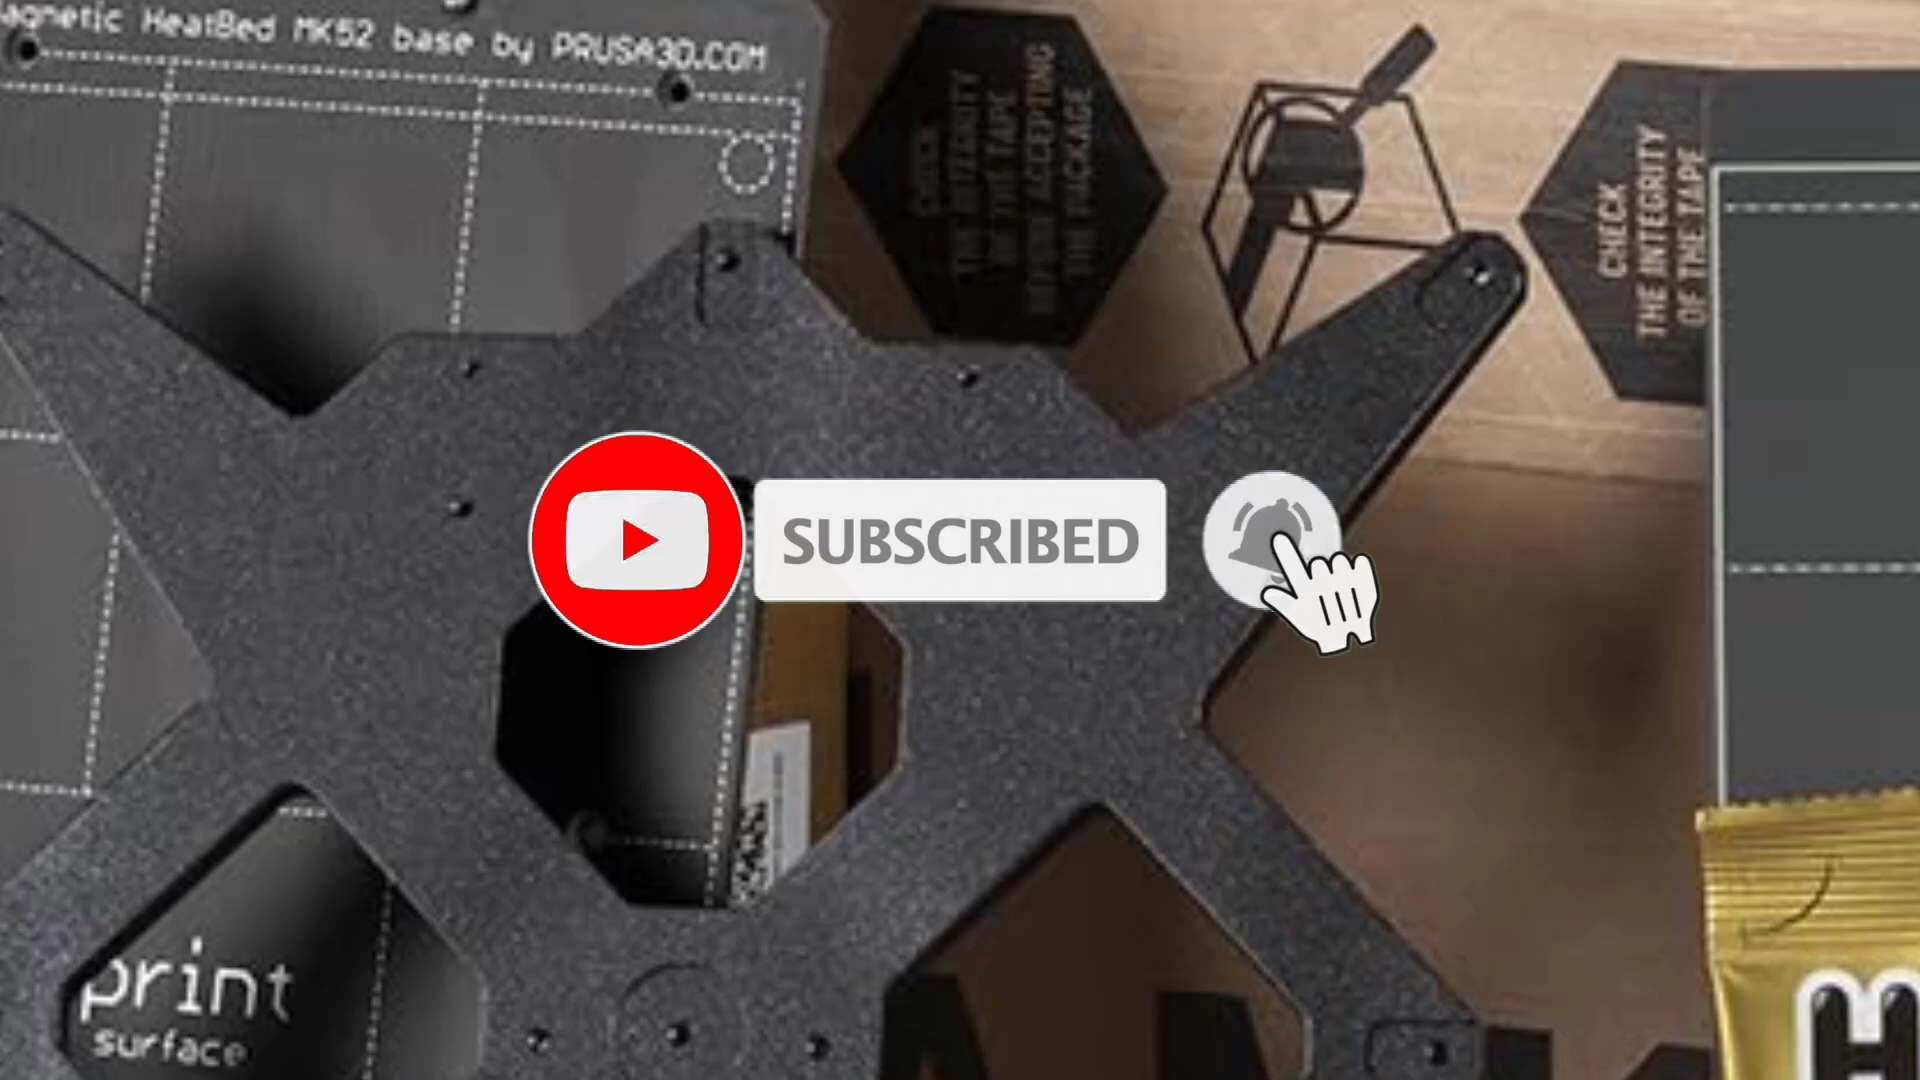 agnetic HeatBed MK52 base by PRUSA3D.COM
CHECK
THE INTEGRITY
OF THE TAPE
BEFORE ACCEPTING
THE PACKAGE
CHECK
THE INTEGRITY
OF THE TAPE
SUBSCRIBED
print
surface